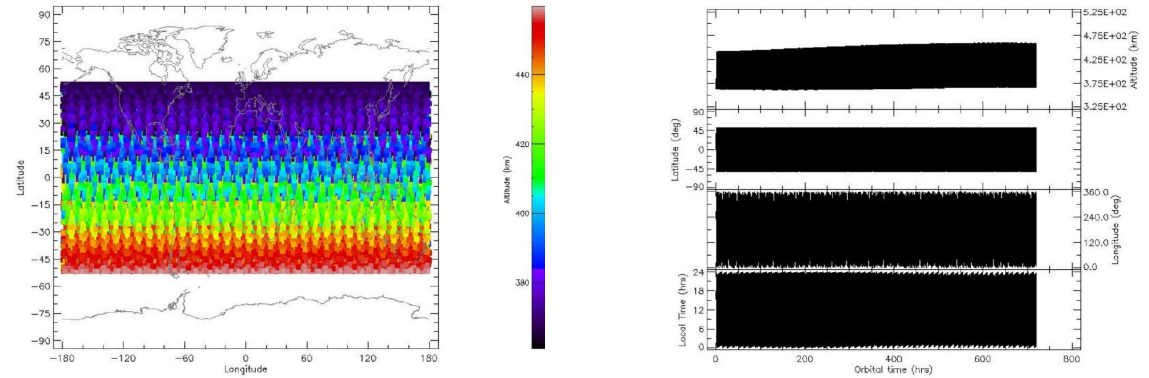 90
75
60
45
30
15
0
−15
−30
−45
−60
−75
−90
Latitude
−180 −120 −60 0 60 120 180
Longitude
440
420
400
380
Altitude (km)
5.25E+02
4.75E+02
4.25E+02
3.75E+02
3.25E+02
Altitude (km)
90
45
0
−45
−90
Latitude (deg)
360.0
240.0
120.0
0.0
Longitude (deg)
24
18
12
6
0
Local Time (hrs)
0 200 400 600 800
Orbital time (hrs)